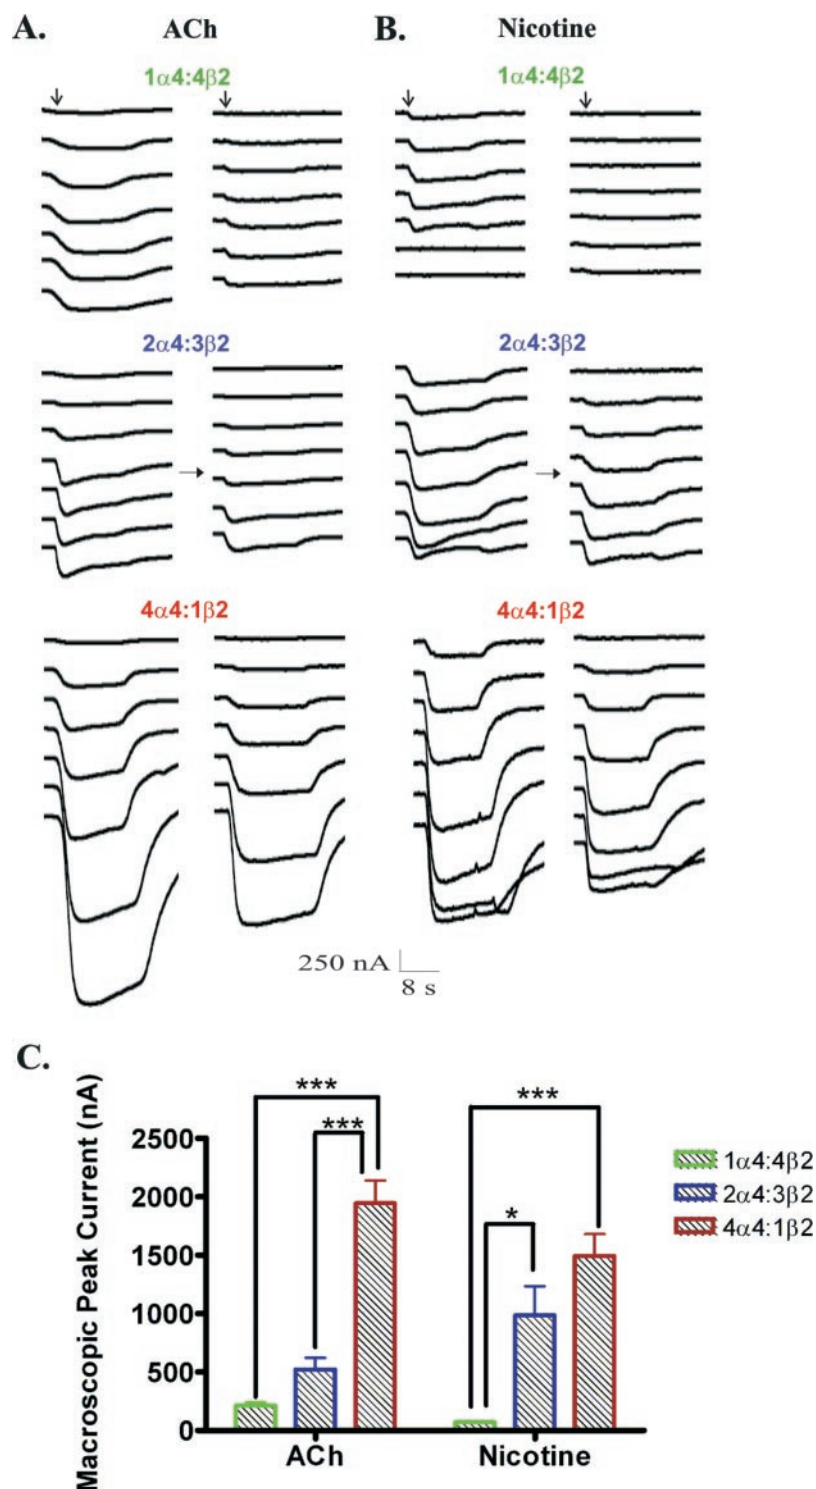 A. ACh B. Nicotine
1α4:4β2 1α4:4β2
2α4:3β2 2α4:3β2
4α4:1β2 4α4:1β2
250 nA
8 s
C.
Macroscopic Peak Current (nA)
2500
2000
1500
1000
500
0
*** *** * ***
ACh Nicotine
1α4:4β2
2α4:3β2
4α4:1β2